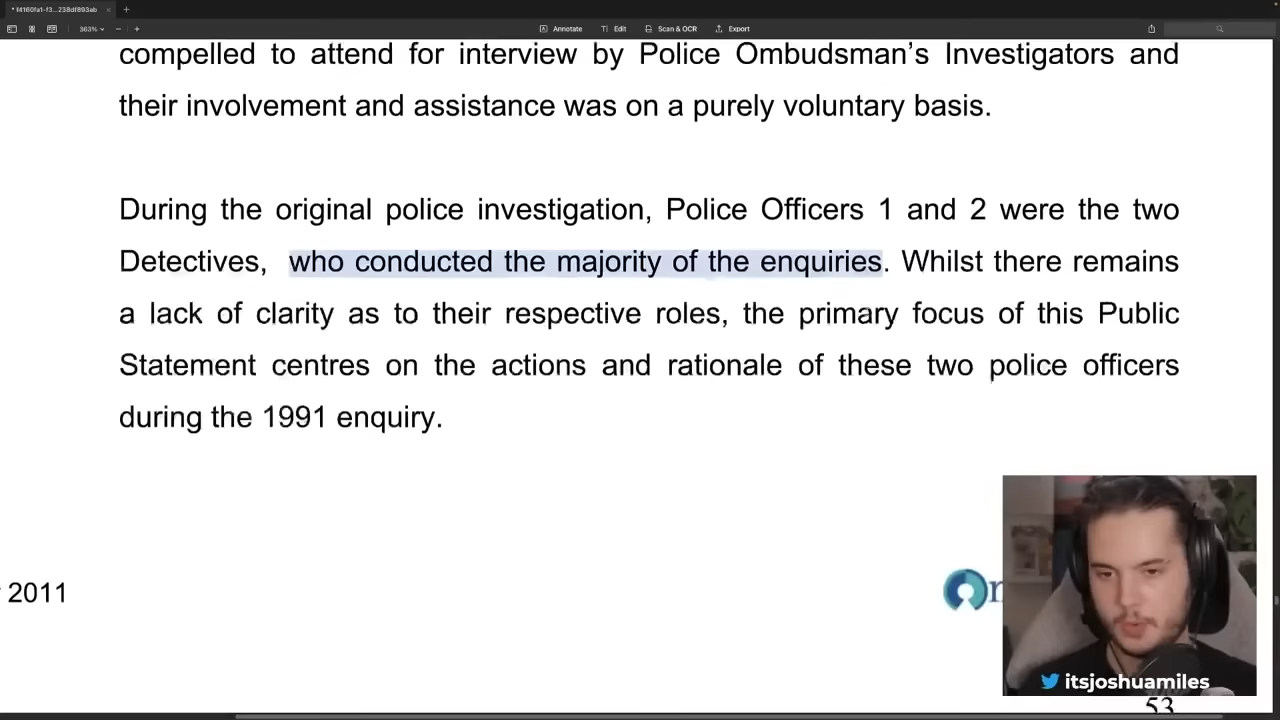 f4160fa1-f3...238df893ab
363%
Annotate
Edit
Scan & OCR
Export
compelled to attend for interview by Police Ombudsman’s Investigators and
their involvement and assistance was on a purely voluntary basis.
During the original police investigation, Police Officers 1 and 2 were the two
Detectives, who conducted the majority of the enquiries. Whilst there remains
a lack of clarity as to their respective roles, the primary focus of this Public
Statement centres on the actions and rationale of these two police officers
during the 1991 enquiry.
2011
itsjoshuamiles
53